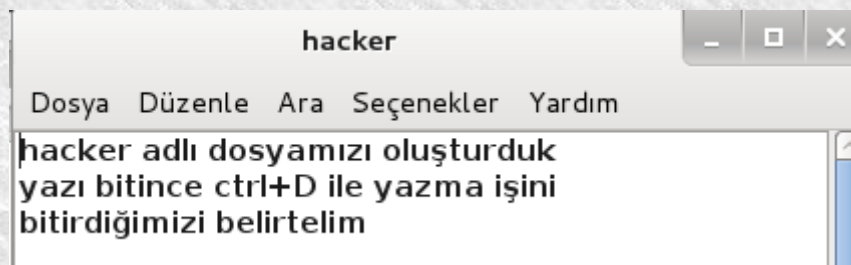 hacker
Dosya Düzenle Ara Seçenekler Yardım
hacker adlı dosyamızı oluşturduk
yazı bitince ctrl+D ile yazma işini
bitirdiğimizi belirtelim